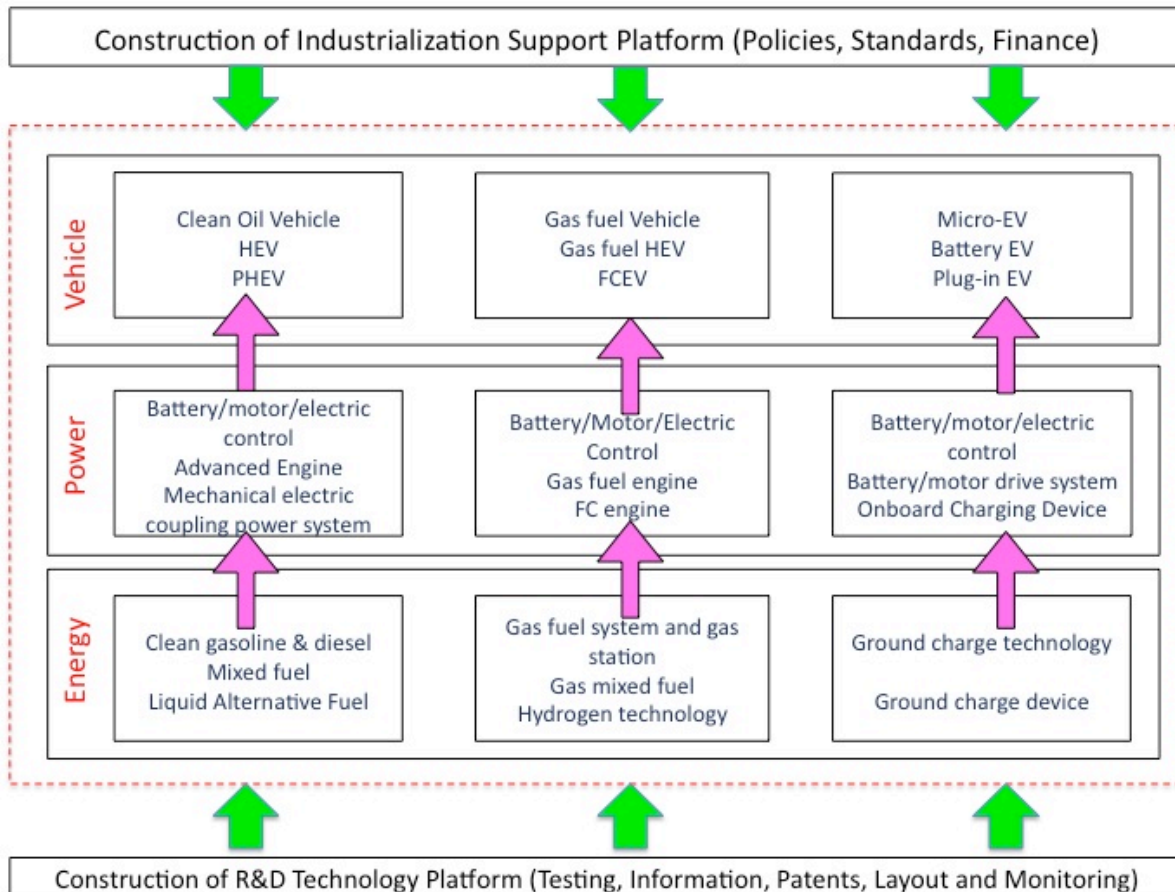 Construction of Industrialization Support Platform (Policies, Standards, Finance)
Vehicle
Clean Oil Vehicle
HEV
PHEV
Gas fuel Vehicle
Gas fuel HEV
FCEV
Micro-EV
Battery EV
Plug-in EV
Power
Battery/motor/electric
control
Advanced Engine
Mechanical electric
coupling power system
Battery/Motor/Electric
Control
Gas fuel engine
FC engine
Battery/motor/electric
control
Battery/motor drive system
Onboard Charging Device
Energy
Clean gasoline & diesel
Mixed fuel
Liquid Alternative Fuel
Gas fuel system and gas
station
Gas mixed fuel
Hydrogen technology
Ground charge technology
Ground charge device
Construction of R&D Technology Platform (Testing, Information, Patents, Layout and Monitoring)